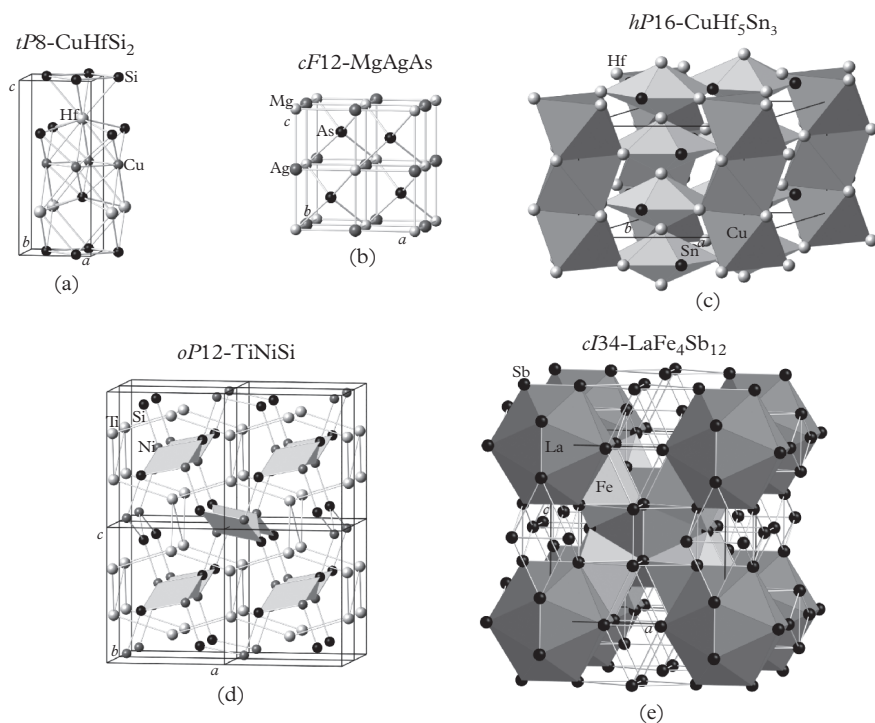 tP8-CuHfSi₂
c
Si
Hf
Cu
b
a
(a)
cF12-MgAgAs
Mg
c
As
Ag
b
a
(b)
hP16-CuHf₅Sn₃
Hf
b
a
Cu
Sn
(c)
oP12-TiNiSi
Ti
Si
Ni
c
b
a
(d)
cI34-LaFe₄Sb₁₂
Sb
La
Fe
c
a
(e)